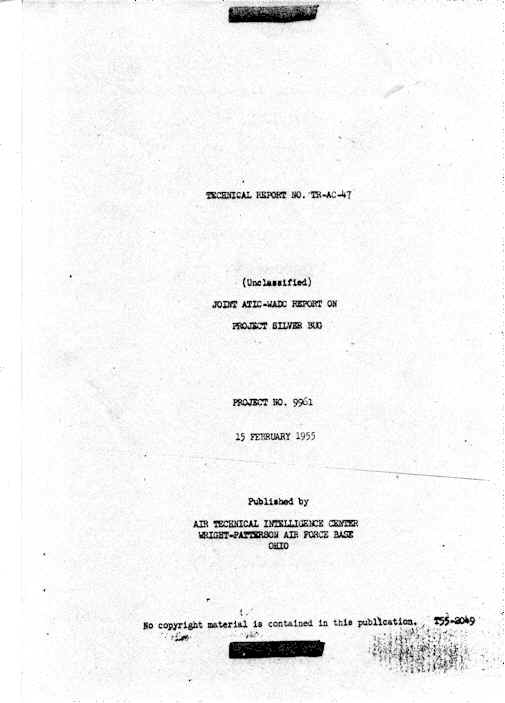 TECHNICAL REPORT NO. TR-AC-47
(Unclassified)
JOINT ATIC-WADC REPORT ON
PROJECT SILVER BUG
PROJECT NO. 9961
15 FEBRUARY 1955
Published by
AIR TECHNICAL INTELLIGENCE CENTER
WRIGHT-PATTERSON AIR FORCE BASE
OHIO
No copyright material is contained in this publication. T55-2049